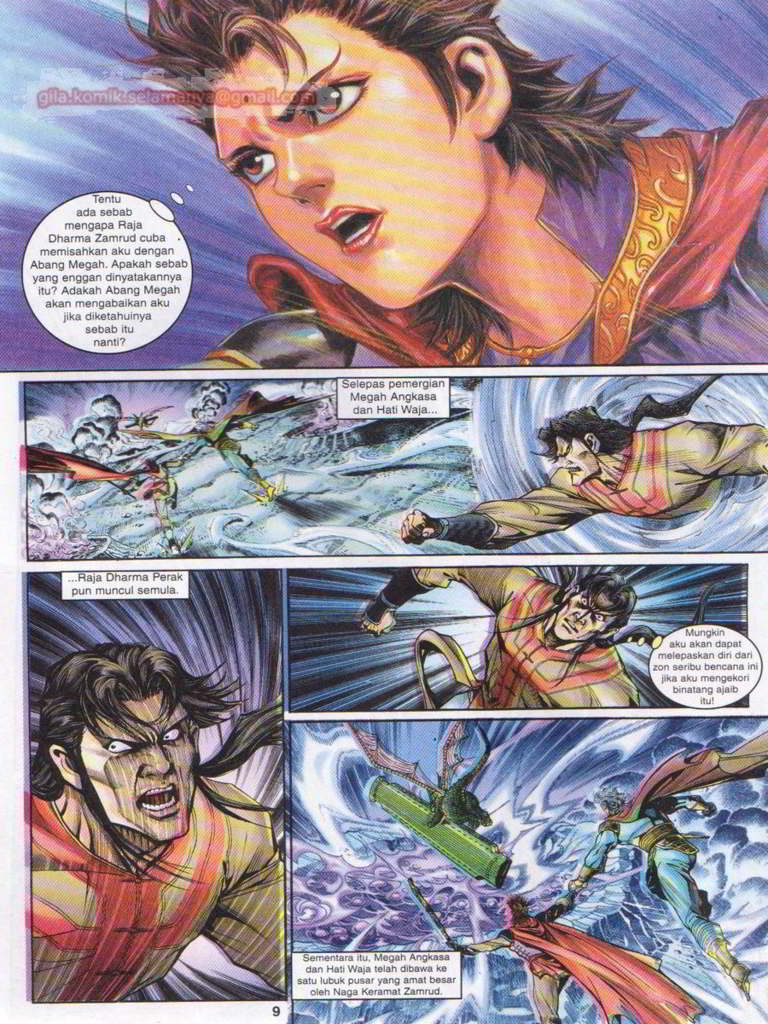 gila.komik.selamanya@gmail.com
Tentu
ada sebab
mengapa Raja
Dharma Zamrud cuba
memisahkan aku dengan
Abang Megah. Apakah sebab
yang enggan dinyatakannya
itu? Adakah Abang Megah
akan mengabaikan aku
jika diketahuinya
sebab itu
nanti?
Selepas pemergian
Megah Angkasa
dan Hati Waja...
...Raja Dharma Perak
pun muncul semula.
Mungkin
aku akan dapat
melepaskan diri dari
zon seribu bencana ini
jika aku mengekori
binatang ajaib
itu!
Sementara itu, Megah Angkasa
dan Hati Waja telah dibawa ke
satu lubuk pusar yang amat besar
oleh Naga Keramat Zamrud.
9